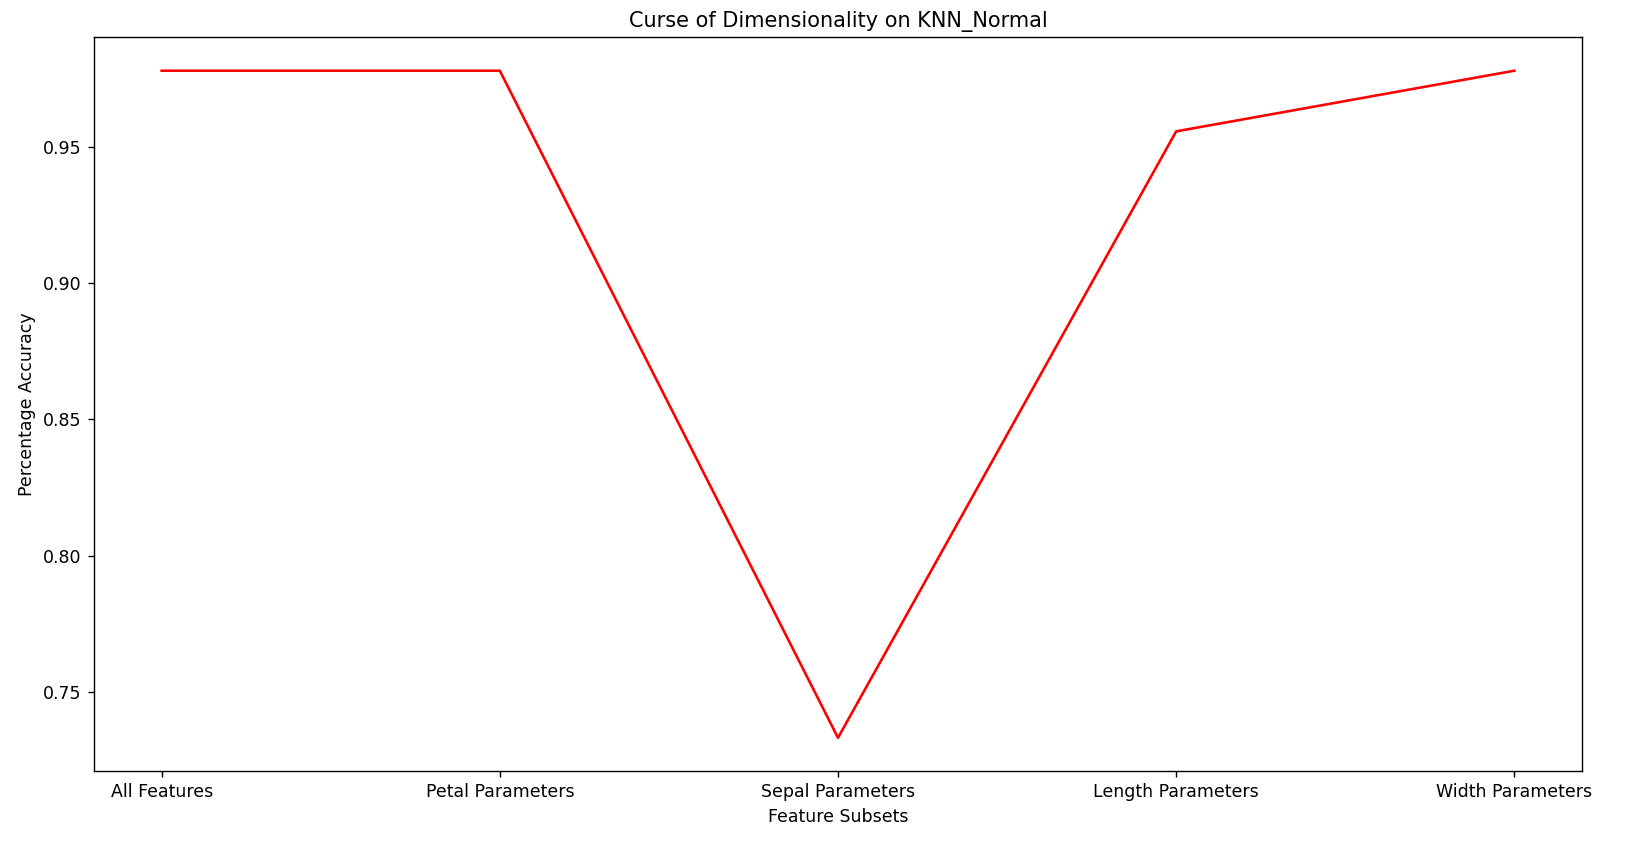 Curse of Dimensionality on KNN_Normal
Percentage Accuracy
0.95
0.90
0.85
0.80
0.75
All Features
Petal Parameters
Sepal Parameters
Length Parameters
Width Parameters
Feature Subsets